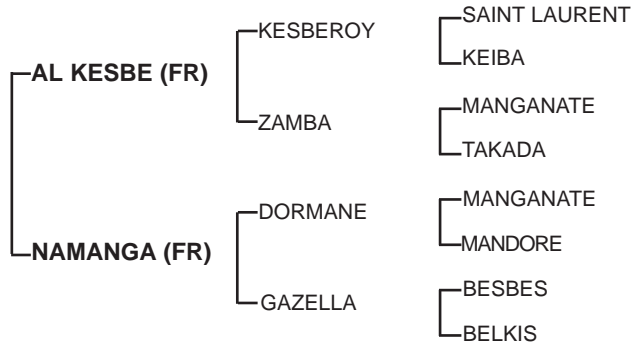 SAINT LAURENT
KESBEROY
KEIBA
AL KESBE (FR)
MANGANATE
ZAMBA
TAKADA
MANGANATE
DORMANE
MANDORE
NAMANGA (FR)
BESBES
GAZELLA
BELKIS